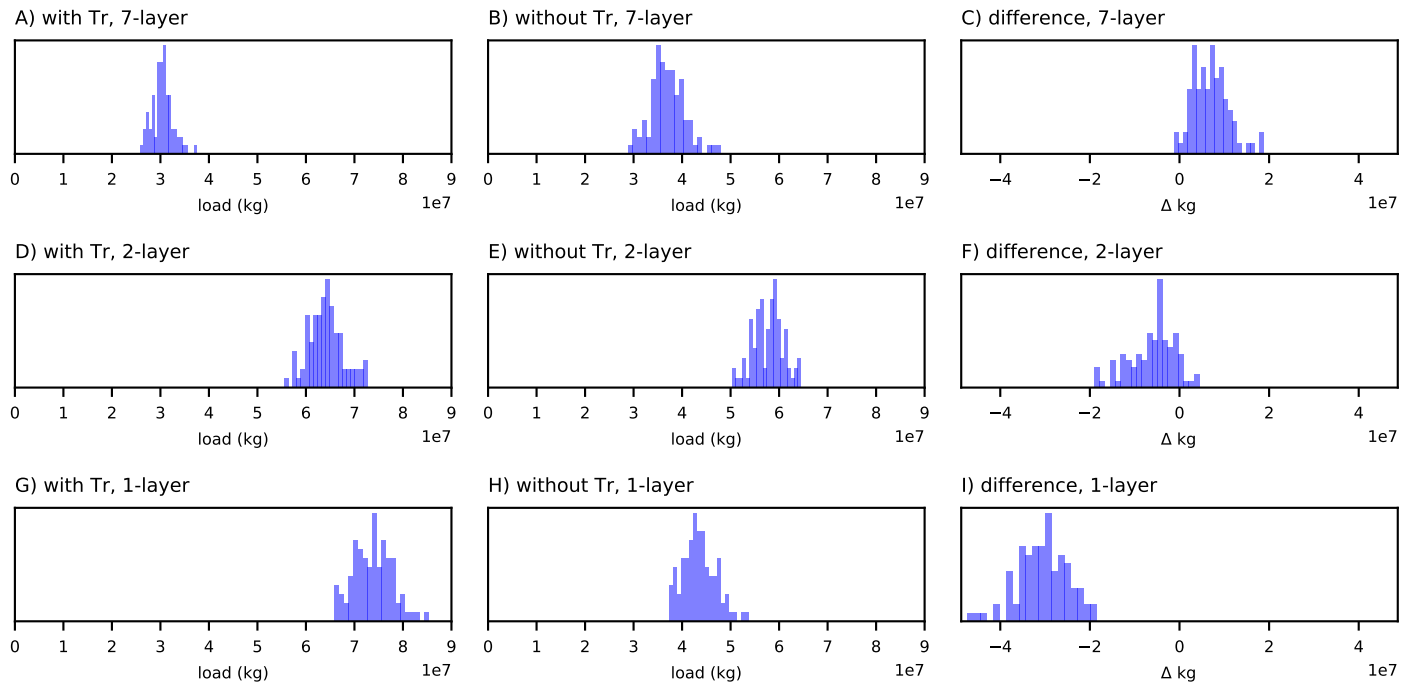 A) with Tr, 7-layer
B) without Tr, 7-layer
C) difference, 7-layer
0 1 2 3 4 5 6 7 8 9
0 1 2 3 4 5 6 7 8 9
−4 −2 0 2 4
load (kg)
1e7
load (kg)
1e7
Δ kg
1e7
D) with Tr, 2-layer
E) without Tr, 2-layer
F) difference, 2-layer
0 1 2 3 4 5 6 7 8 9
0 1 2 3 4 5 6 7 8 9
−4 −2 0 2 4
load (kg)
1e7
load (kg)
1e7
Δ kg
1e7
G) with Tr, 1-layer
H) without Tr, 1-layer
I) difference, 1-layer
0 1 2 3 4 5 6 7 8 9
0 1 2 3 4 5 6 7 8 9
−4 −2 0 2 4
load (kg)
1e7
load (kg)
1e7
Δ kg
1e7